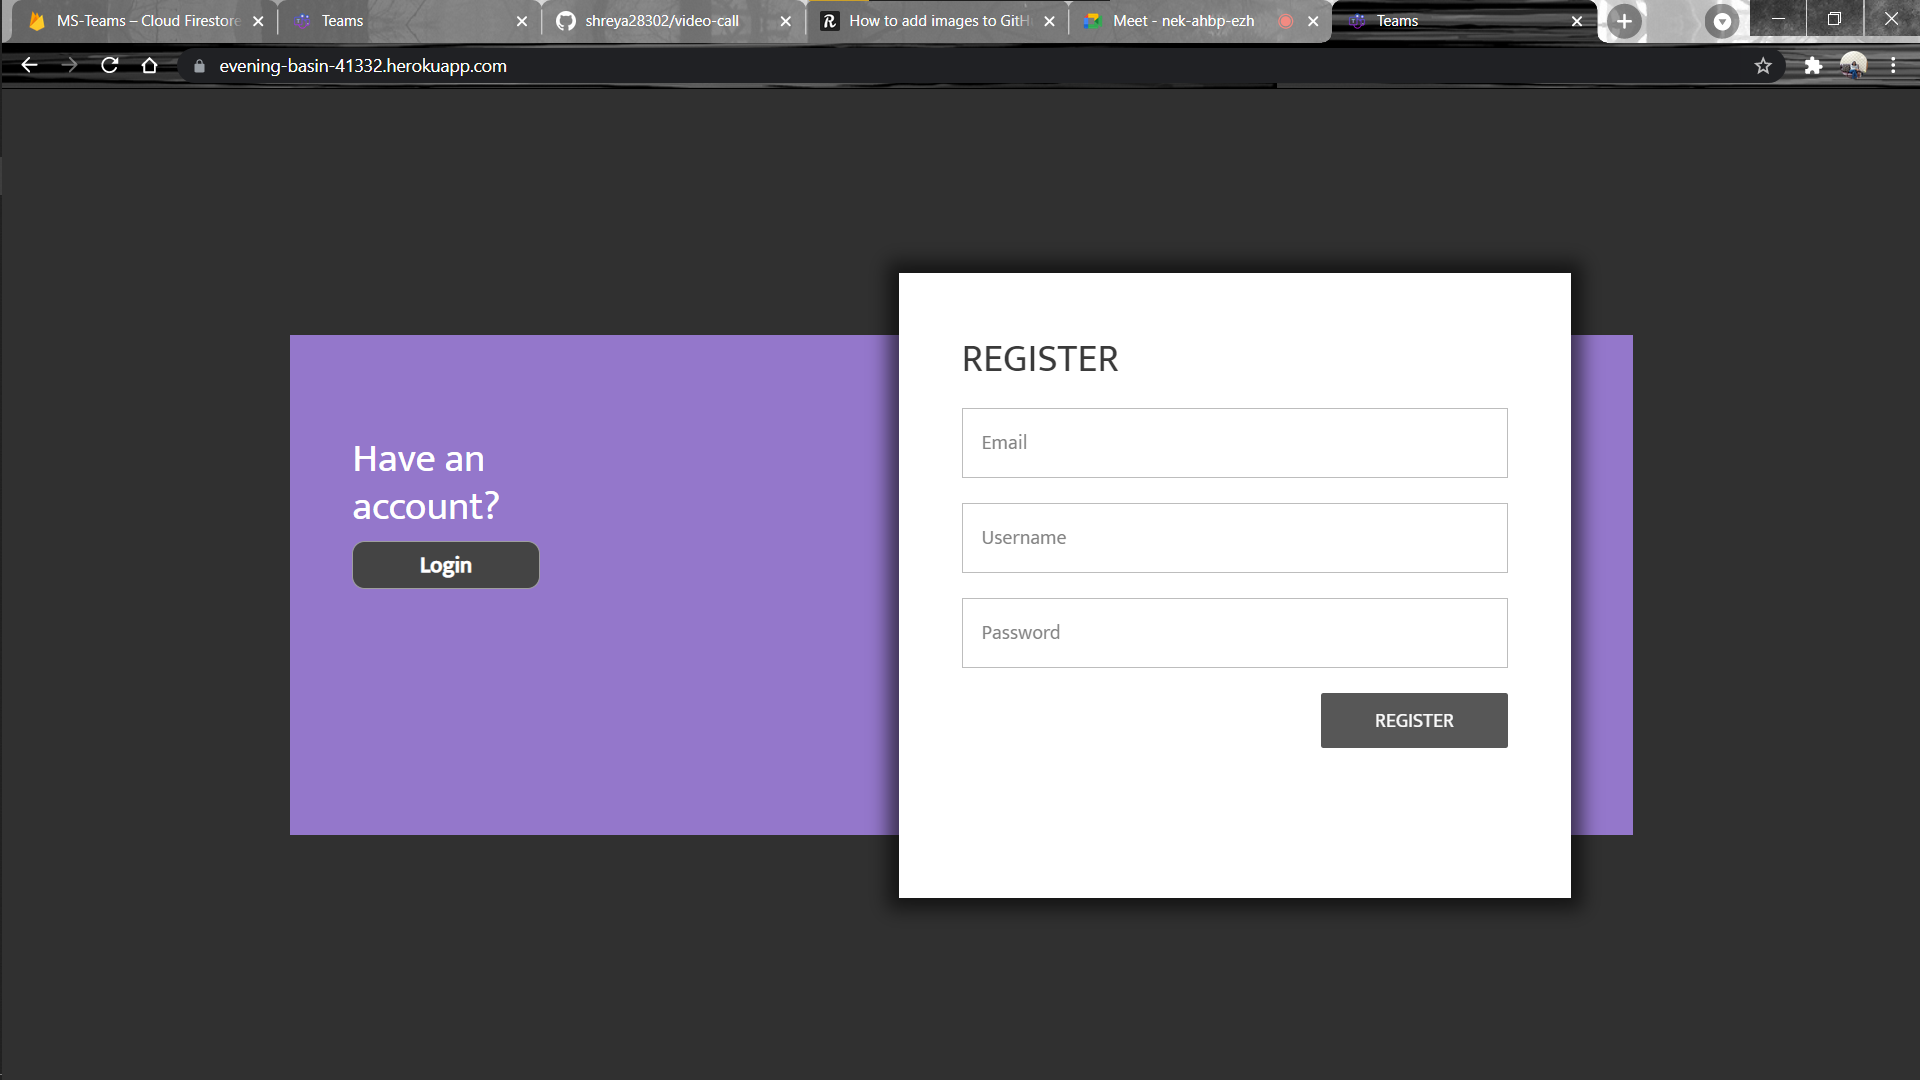 MS-Teams – Cloud Firestore
Teams
shreya28302/video-call
How to add images to GitH
Meet - nek-ahbp-ezh
Teams
evening-basin-41332.herokuapp.com
Have an
account?
Login
REGISTER
Email
Username
Password
REGISTER